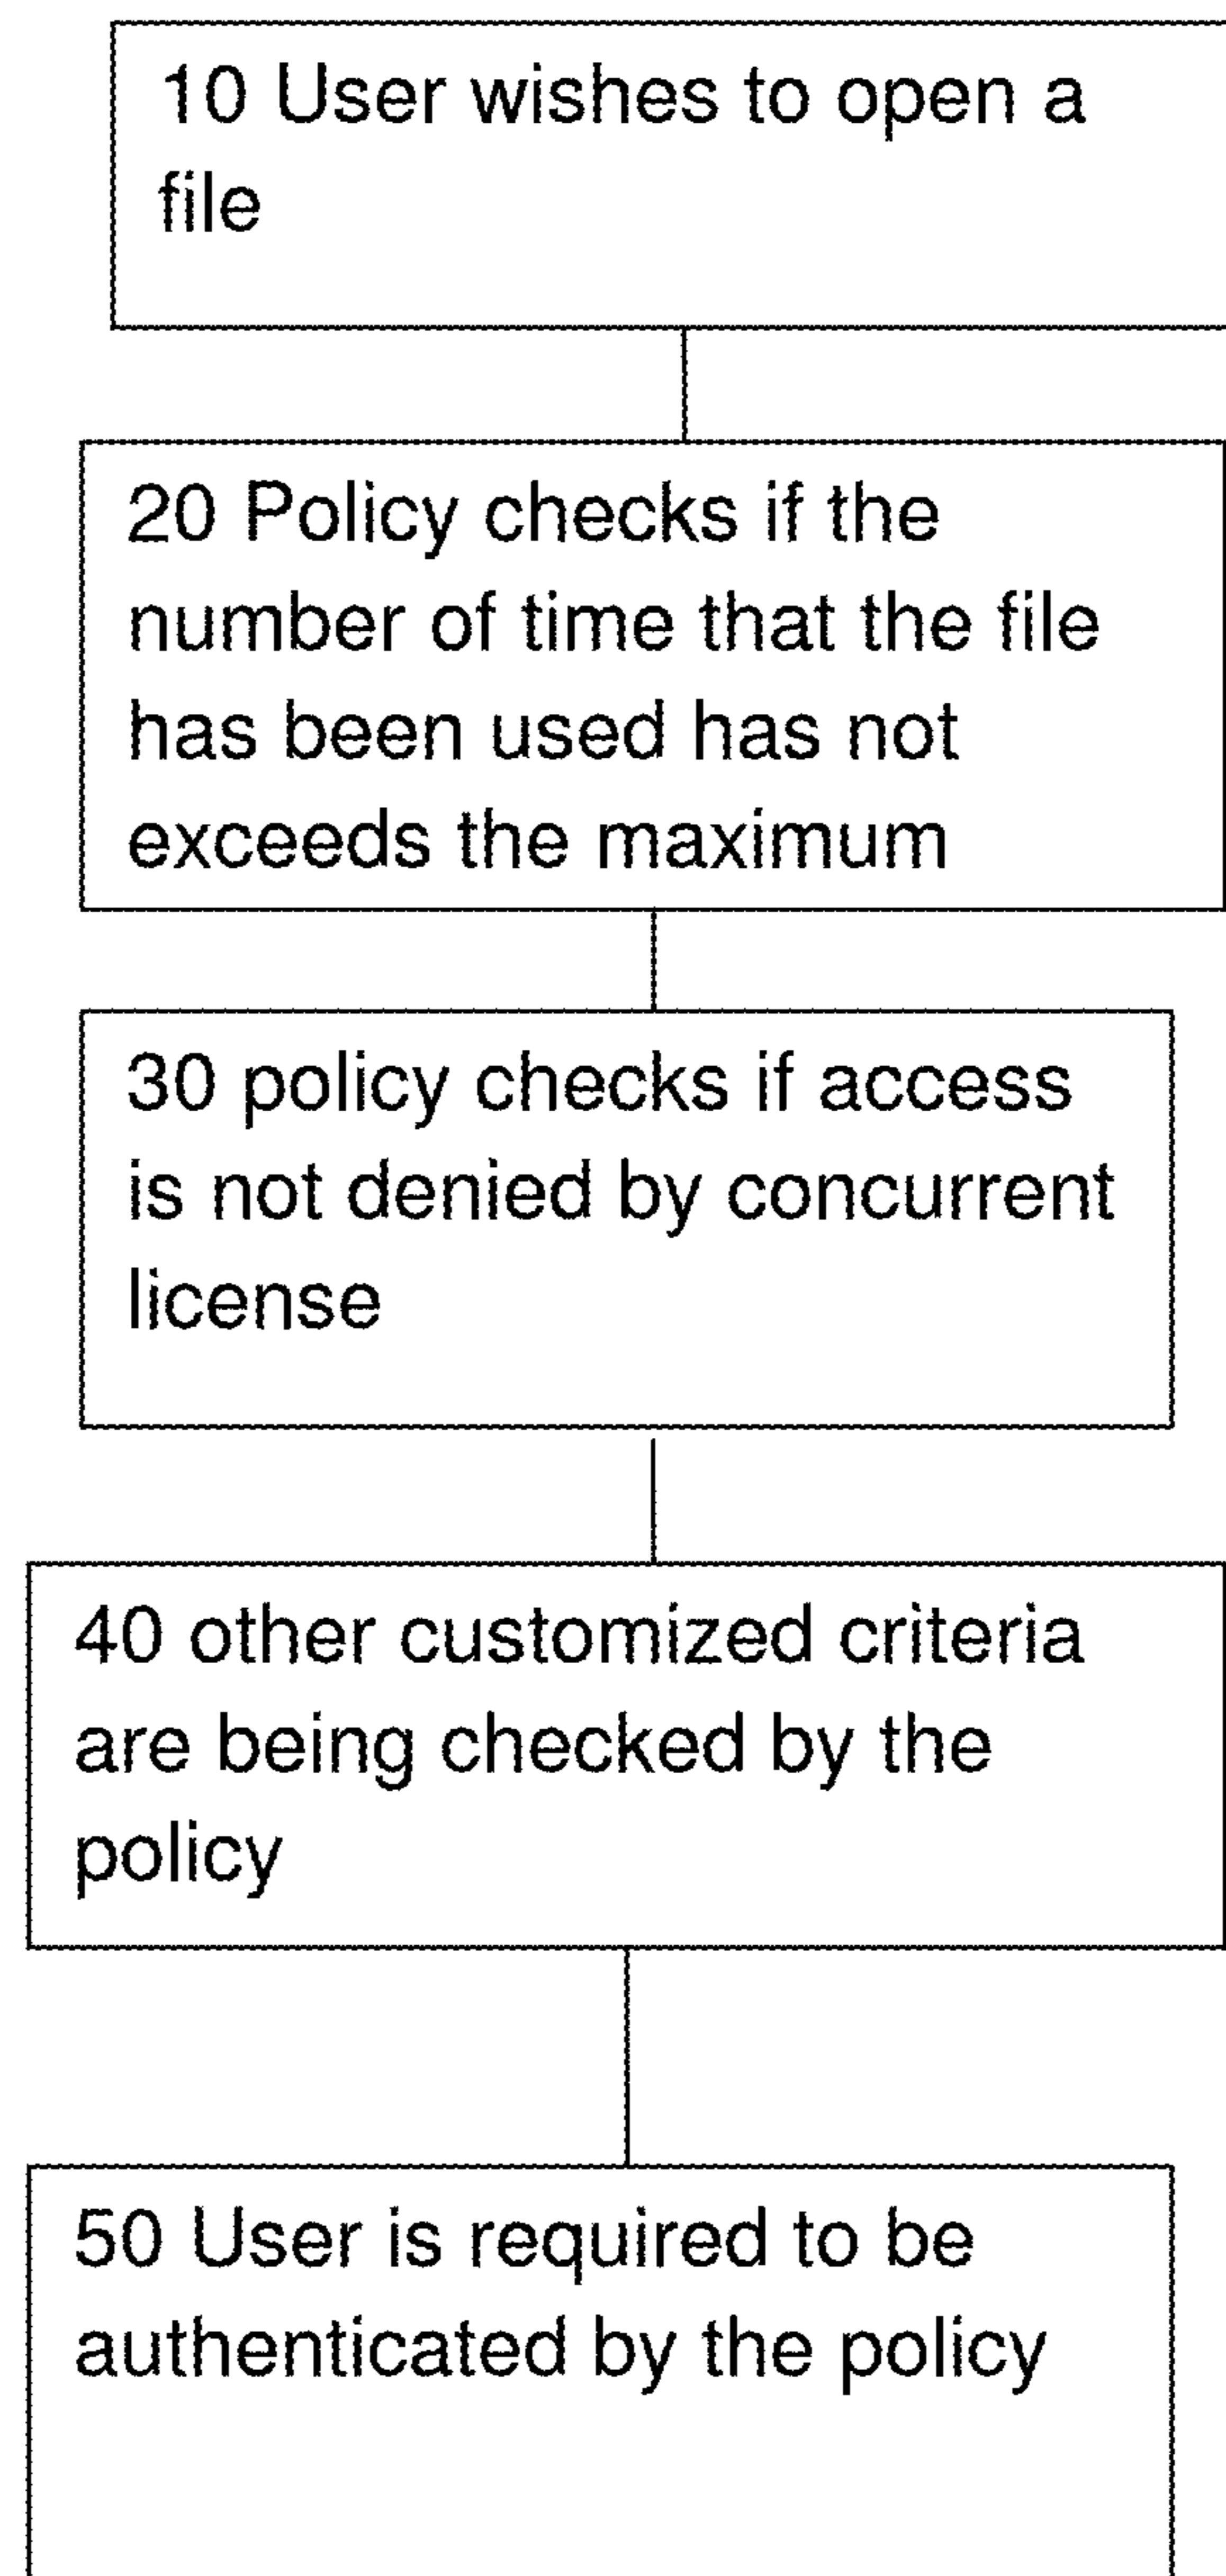 10 User wishes to open a
file
20 Policy checks if the
number of time that the file
has been used has not
exceeds the maximum
30 policy checks if access
is not denied by concurrent
license
40 other customized criteria
are being checked by the
policy
50 User is required to be
authenticated by the policy